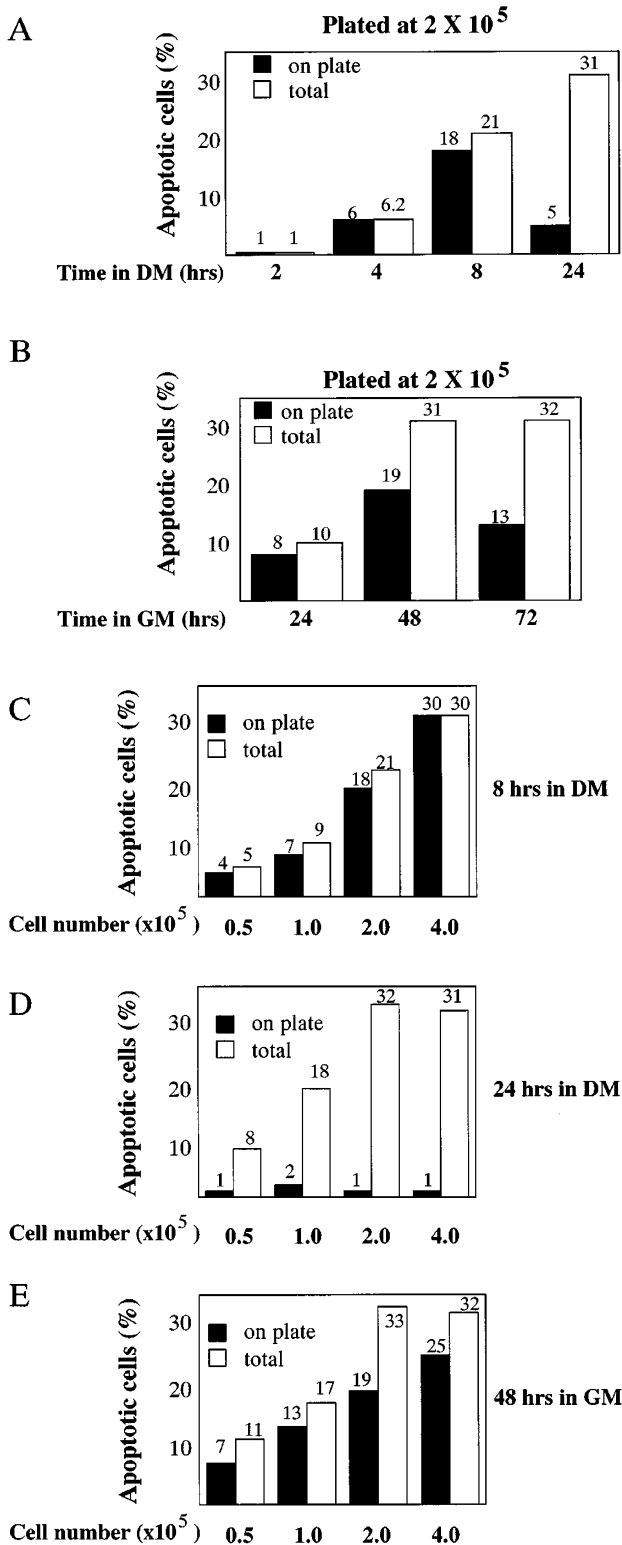 A
Plated at 2 X 10^5
Apoptotic cells (%)
30
20
10
on plate
total
1 1 6 6.2 18 21 5 31
Time in DM (hrs) 2 4 8 24
B
Plated at 2 X 10^5
Apoptotic cells (%)
30
20
10
on plate
total
8 10 19 31 13 32
Time in GM (hrs) 24 48 72
C
Apoptotic cells (%)
30
20
10
on plate
total
4 5 7 9 18 21 30 30
8 hrs in DM
Cell number (x10^5 ) 0.5 1.0 2.0 4.0
D
Apoptotic cells (%)
30
20
10
on plate
total
1 8 2 18 1 32 1 31
24 hrs in DM
Cell number (x10^5 ) 0.5 1.0 2.0 4.0
E
Apoptotic cells (%)
30
20
10
on plate
total
7 11 13 17 19 33 25 32
48 hrs in GM
Cell number (x10^5 ) 0.5 1.0 2.0 4.0